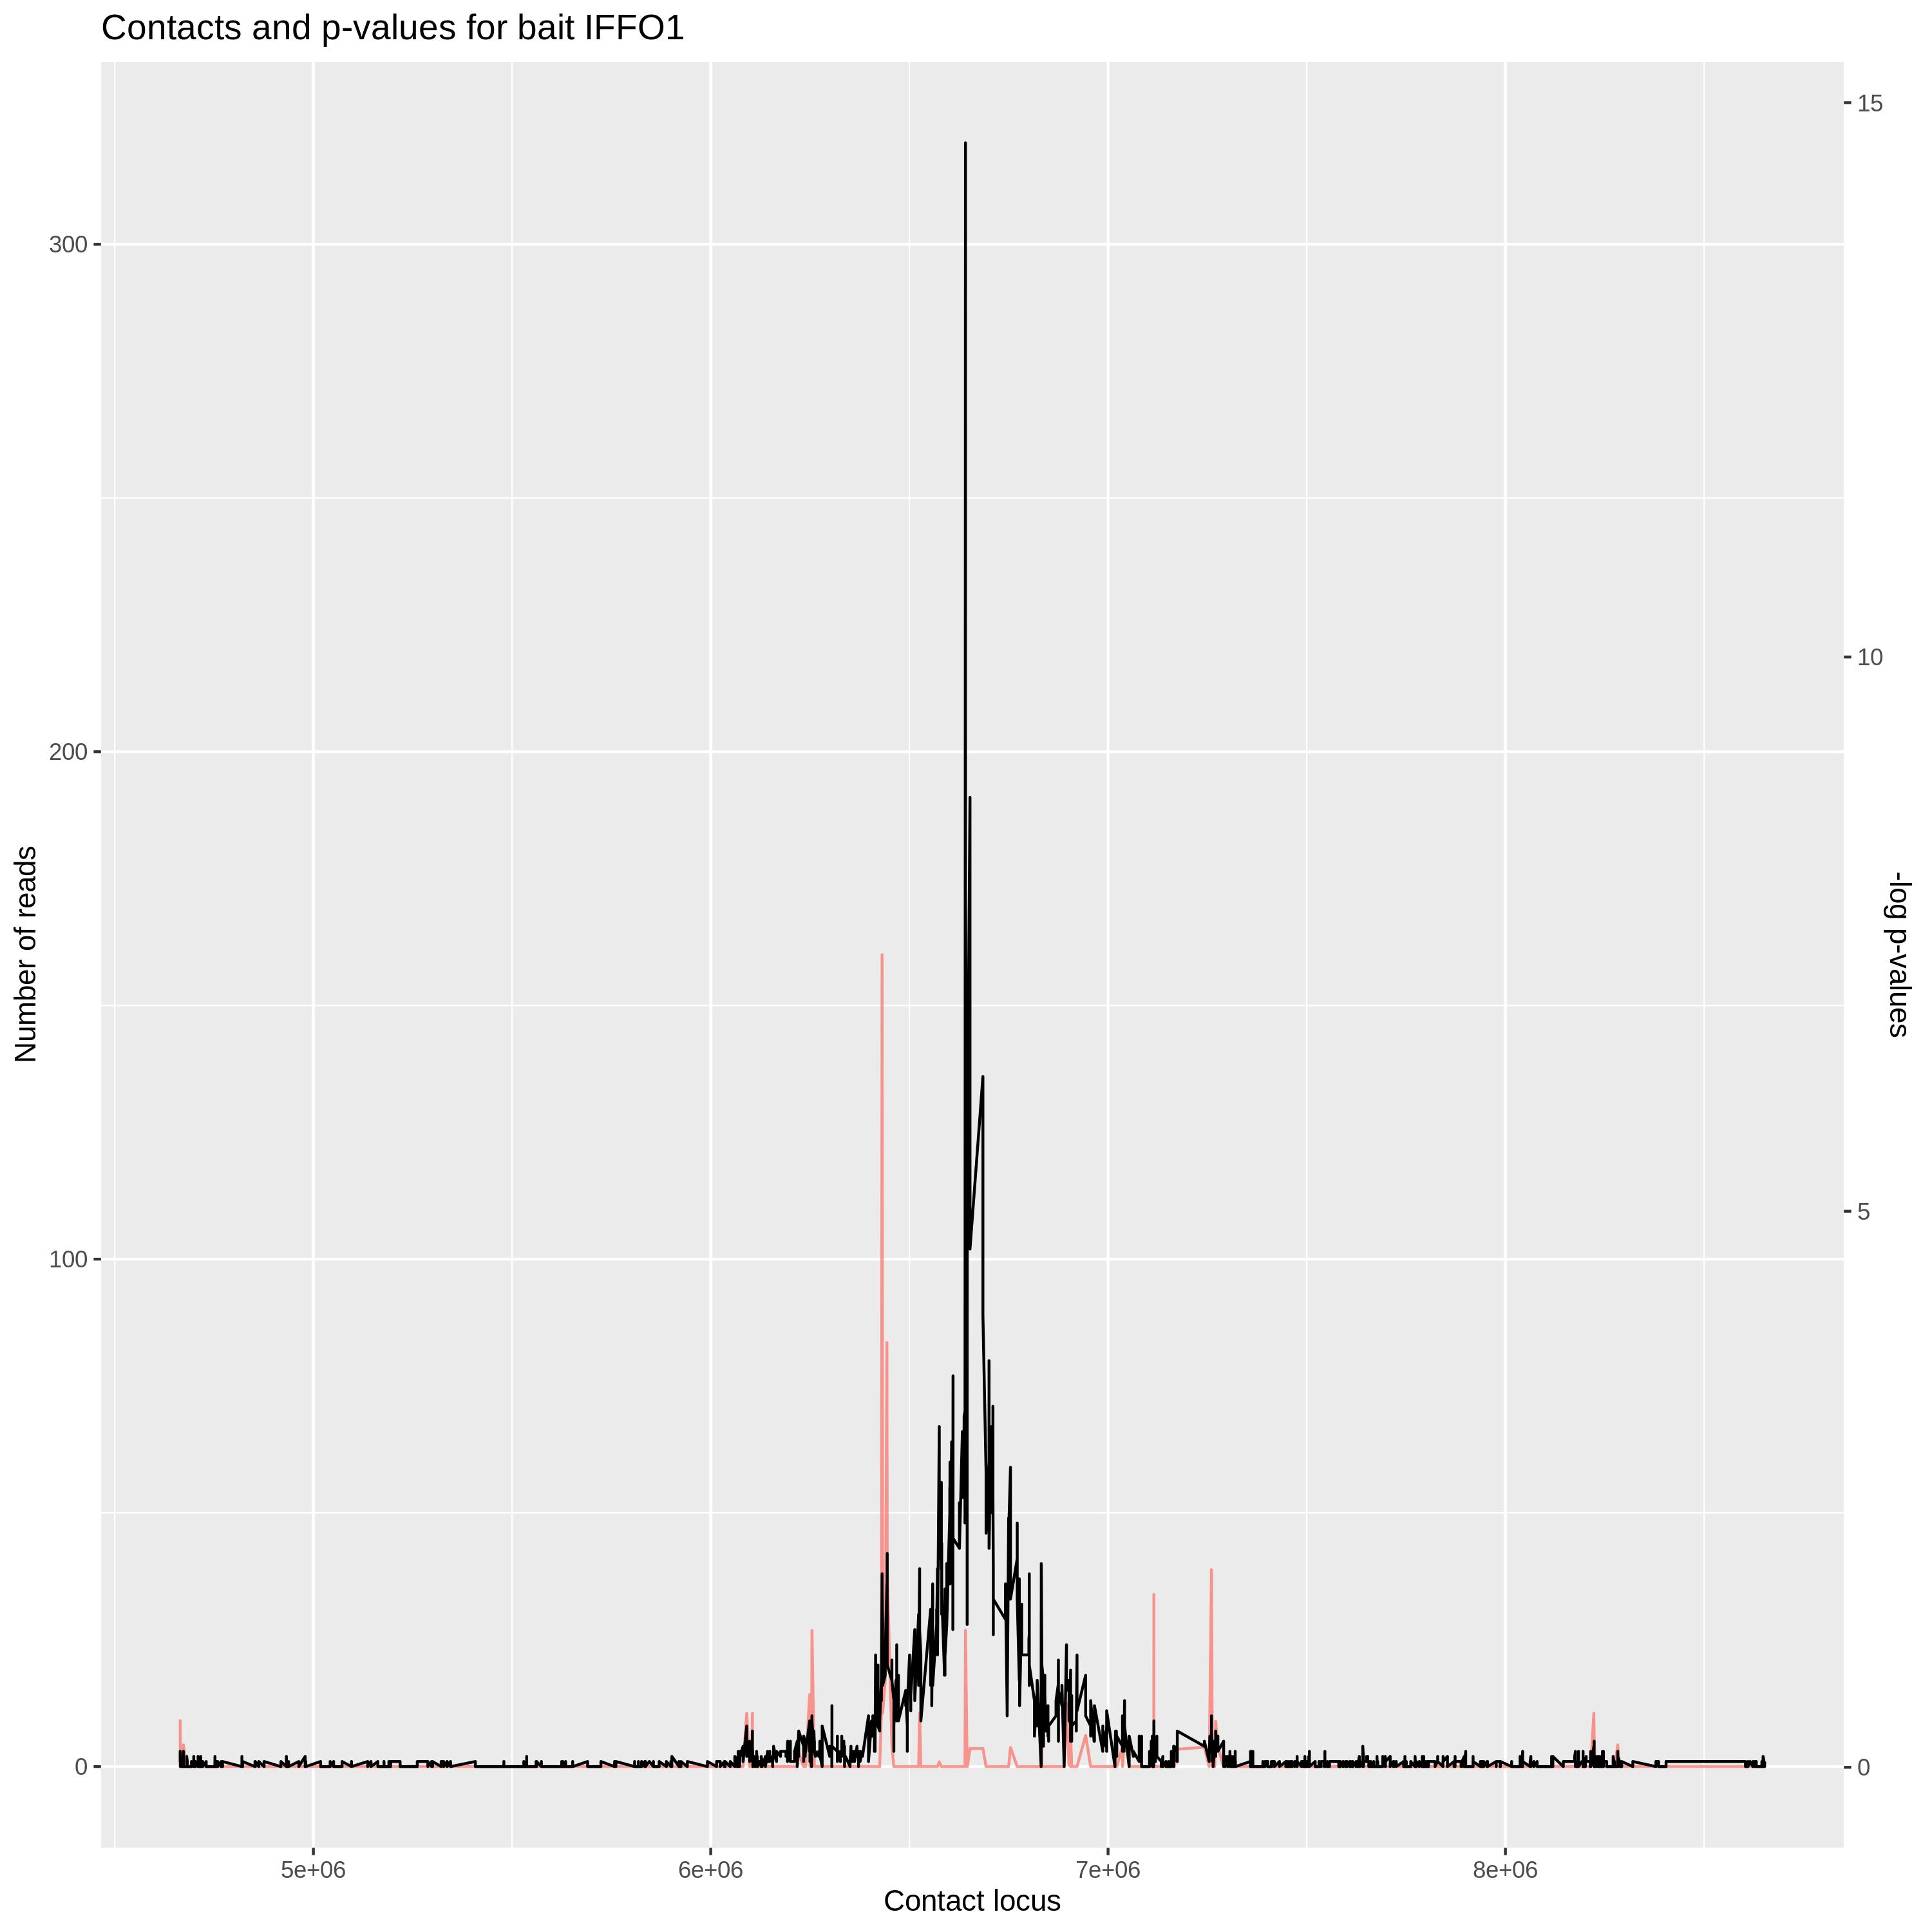 Contacts and p-values for bait IFFO1
15
300
10
200
Number of reads
-log p-values
5
100
0
0
5e+06
6e+06
7e+06
8e+06
Contact locus